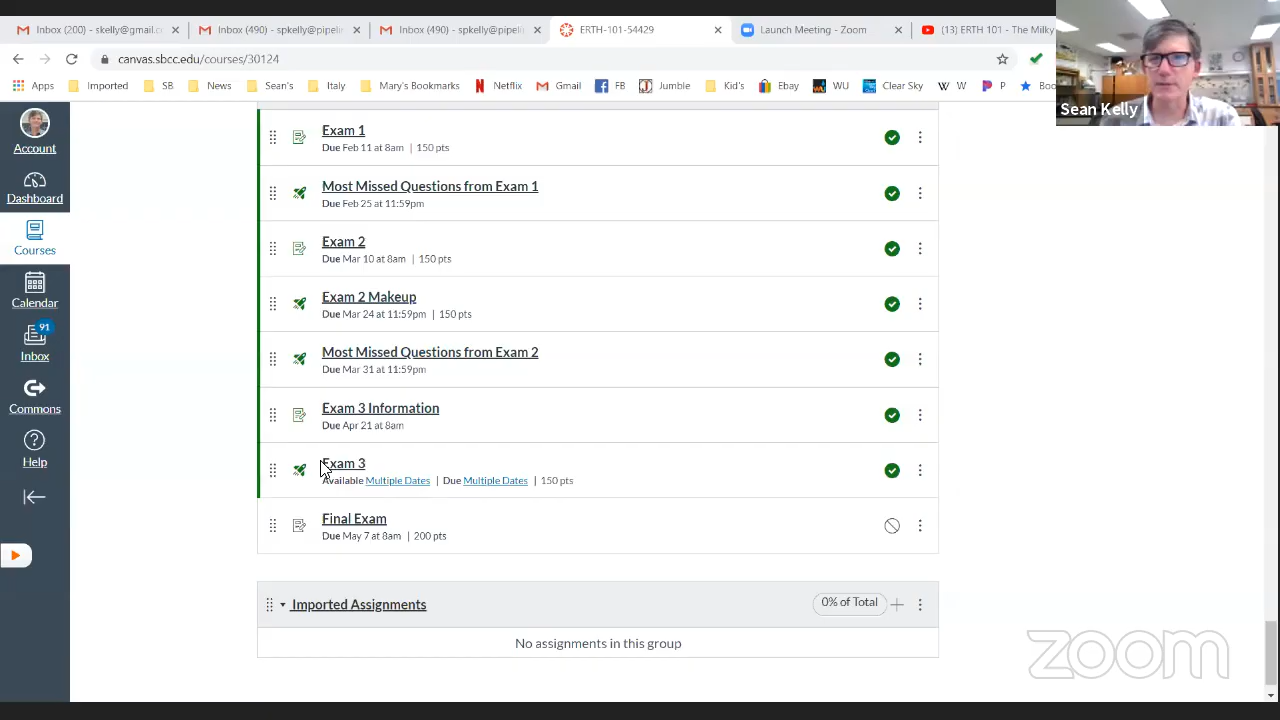 Inbox (200) - skelly@gmail.c
Inbox (490) - spkelly@pipelin
Inbox (490) - spkelly@pipeli
ERTH-101-54429
Launch Meeting - Zoom
(13) ERTH 101 - The Milky
canvas.sbcc.edu/courses/30124
Apps
Imported
SB
News
Sean's
Italy
Mary's Bookmarks
Netflix
Gmail
FB
Jumble
Kid's
Ebay
WU
Clear Sky
W
P
Boo
Sean Kelly
Account
Dashboard
Courses
Calendar
91
Inbox
Commons
Help
Exam 1
Due Feb 11 at 8am | 150 pts
Most Missed Questions from Exam 1
Due Feb 25 at 11:59pm
Exam 2
Due Mar 10 at 8am | 150 pts
Exam 2 Makeup
Due Mar 24 at 11:59pm | 150 pts
Most Missed Questions from Exam 2
Due Mar 31 at 11:59pm
Exam 3 Information
Due Apr 21 at 8am
Exam 3
Available Multiple Dates | Due Multiple Dates | 150 pts
Final Exam
Due May 7 at 8am | 200 pts
Imported Assignments
0% of Total
No assignments in this group
zoom